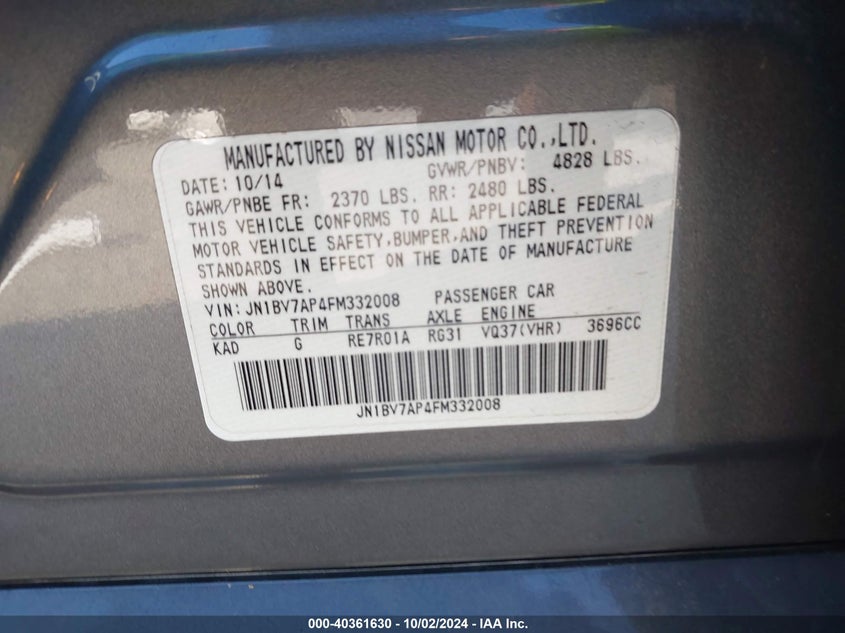 MANUFACTURED BY NISSAN MOTOR CO.,LTD.
DATE: 10/14 GVWR/PNBV: 4828 LBS.
GAWR/PNBE FR: 2370 LBS. RR: 2480 LBS.
THIS VEHICLE CONFORMS TO ALL APPLICABLE FEDERAL
MOTOR VEHICLE SAFETY,BUMPER,AND THEFT PREVENTION
STANDARDS IN EFFECT ON THE DATE OF MANUFACTURE
SHOWN ABOVE.
VIN: JN1BV7AP4FM332008 PASSENGER CAR
COLOR TRIM TRANS AXLE ENGINE
KAD G RE7R01A RG31 VQ37(VHR) 3696CC
JN1BV7AP4FM332008
000-40361630 - 10/02/2024 - IAA Inc.